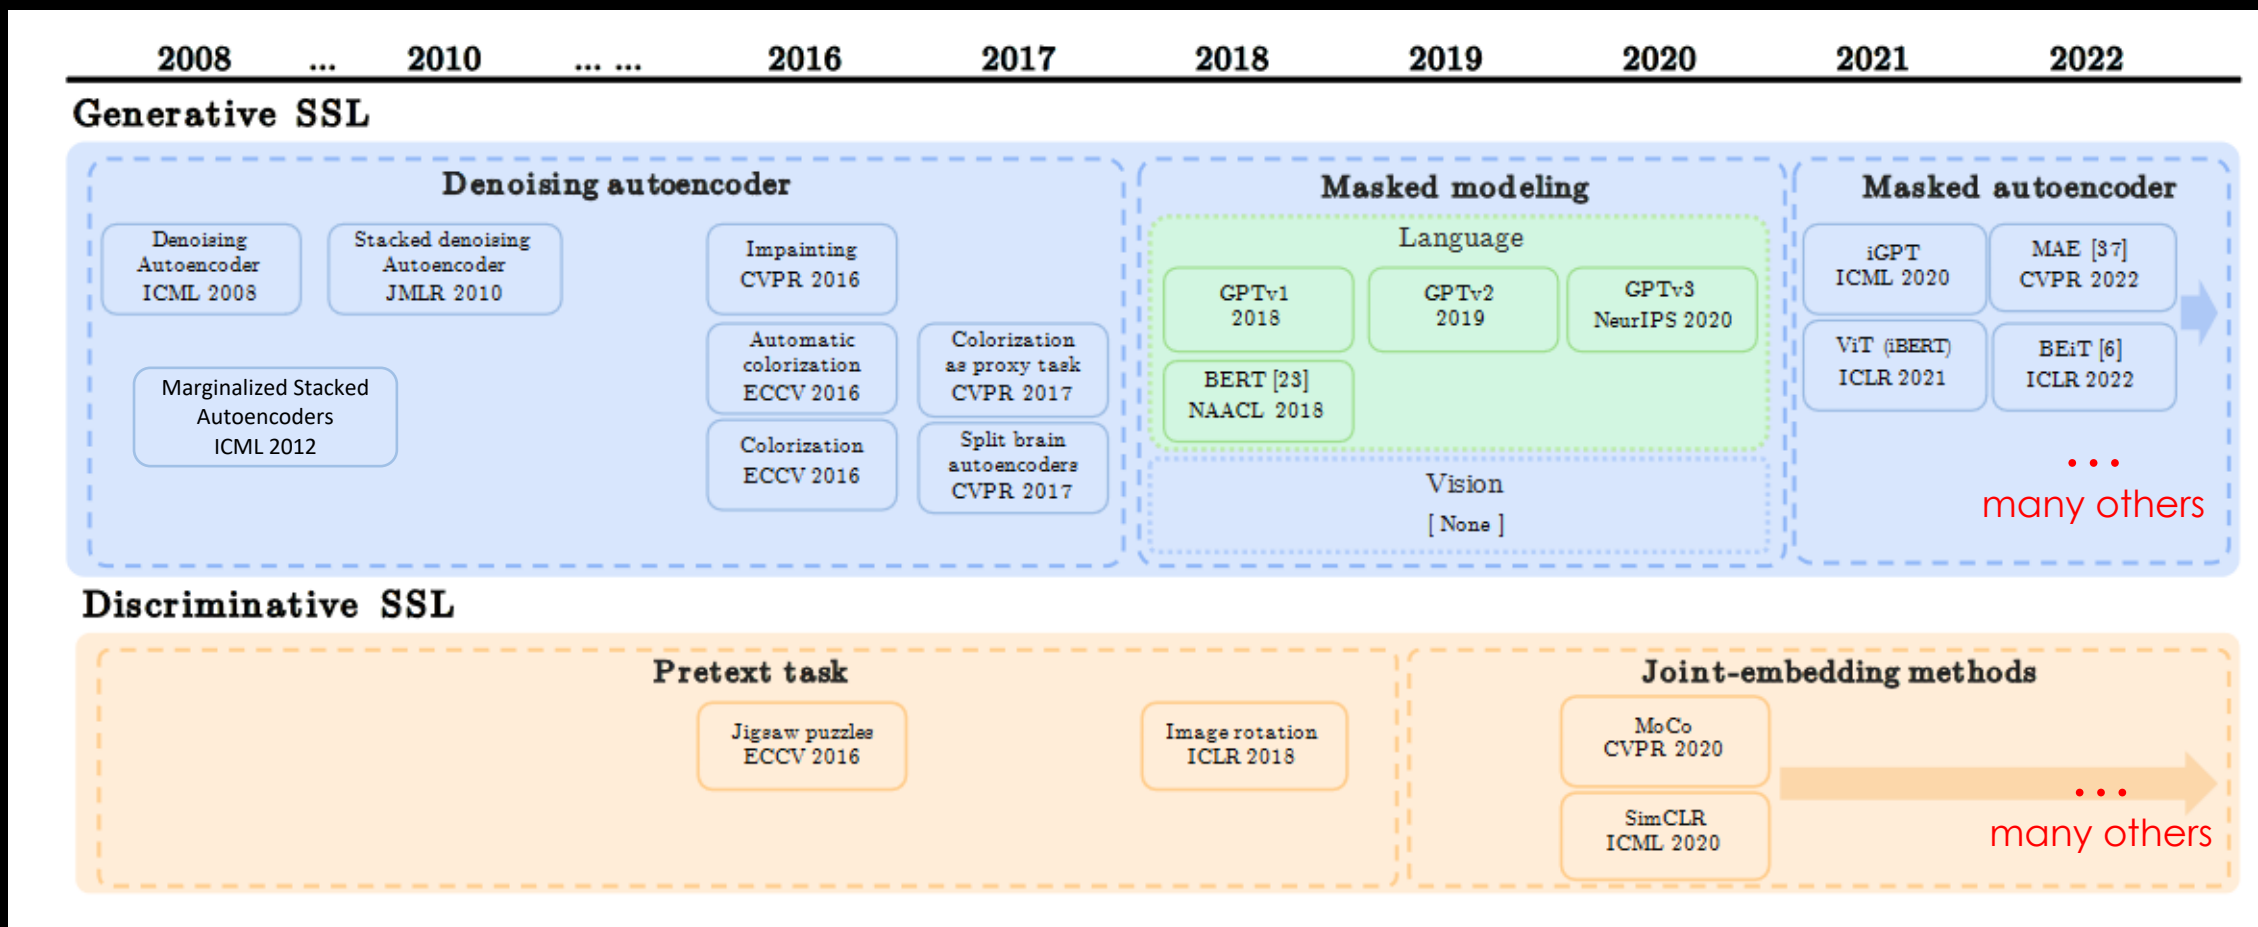 2008 ... 2010 ... ... 2016 2017 2018 2019 2020 2021 2022
Generative SSL
Denoising autoencoder
Denoising
Autoencoder
ICML 2008
Stacked denoising
Autoencoder
JMLR 2010
Marginalized Stacked
Autoencoders
ICML 2012
Impainting
CVPR 2016
Automatic
colorization
ECCV 2016
Colorization
ECCV 2016
Colorization
as proxy task
CVPR 2017
Split brain
autoencoders
CVPR 2017
Masked modeling
Language
GPTv1
2018
GPTv2
2019
GPTv3
NeurIPS 2020
BERT [23]
NAACL 2018
Vision
[ None ]
Masked autoencoder
iGPT
ICML 2020
MAE [37]
CVPR 2022
ViT (iBERT)
ICLR 2021
BEiT [6]
ICLR 2022
...
many others
Discriminative SSL
Pretext task
Jigsaw puzzles
ECCV 2016
Image rotation
ICLR 2018
Joint-embedding methods
MoCo
CVPR 2020
SimCLR
ICML 2020
...
many others